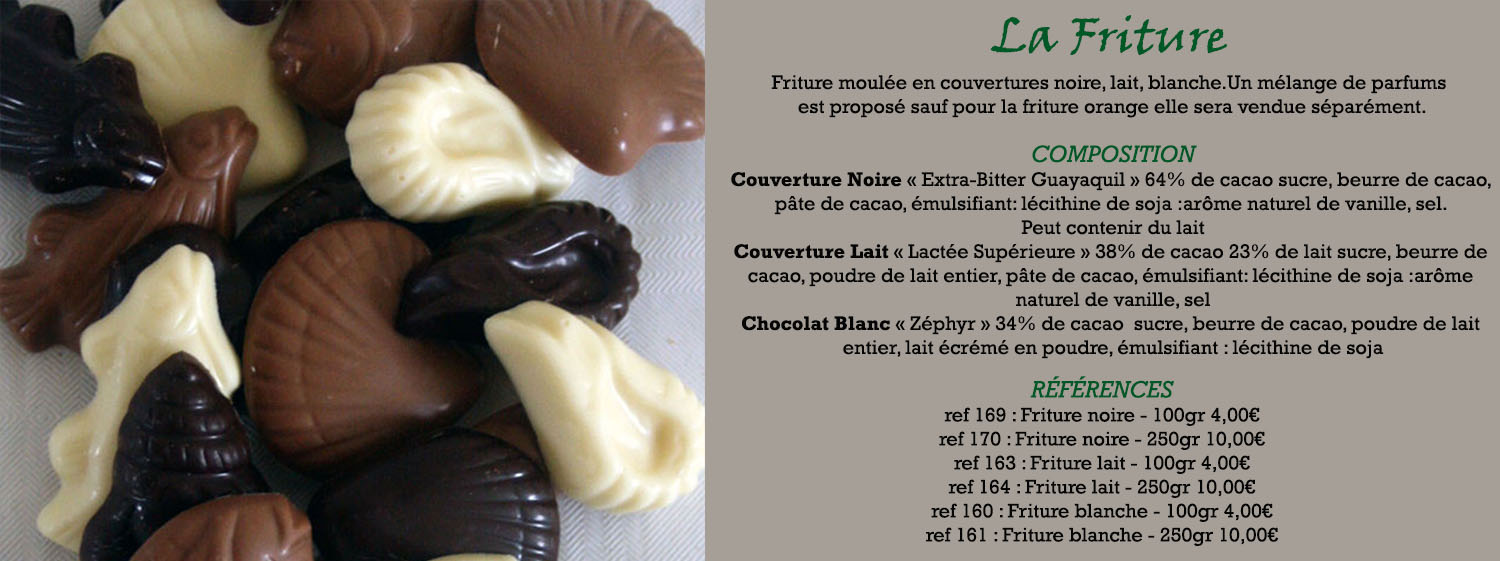 La Friture
Friture moulée en couvertures noire, lait, blanche.Un mélange de parfums
est proposé sauf pour la friture orange elle sera vendue séparément.
COMPOSITION
Couverture Noire « Extra-Bitter Guayaquil » 64% de cacao sucre, beurre de cacao,
pâte de cacao, émulsifiant: lécithine de soja :arôme naturel de vanille, sel.
Peut contenir du lait
Couverture Lait « Lactée Supérieure » 38% de cacao 23% de lait sucre, beurre de
cacao, poudre de lait entier, pâte de cacao, émulsifiant: lécithine de soja :arôme
naturel de vanille, sel
Chocolat Blanc « Zéphyr » 34% de cacao  sucre, beurre de cacao, poudre de lait
entier, lait écrémé en poudre, émulsifiant : lécithine de soja
RÉFÉRENCES
ref 169 : Friture noire - 100gr 4,00€
ref 170 : Friture noire - 250gr 10,00€
ref 163 : Friture lait - 100gr 4,00€
ref 164 : Friture lait - 250gr 10,00€
ref 160 : Friture blanche - 100gr 4,00€
ref 161 : Friture blanche - 250gr 10,00€